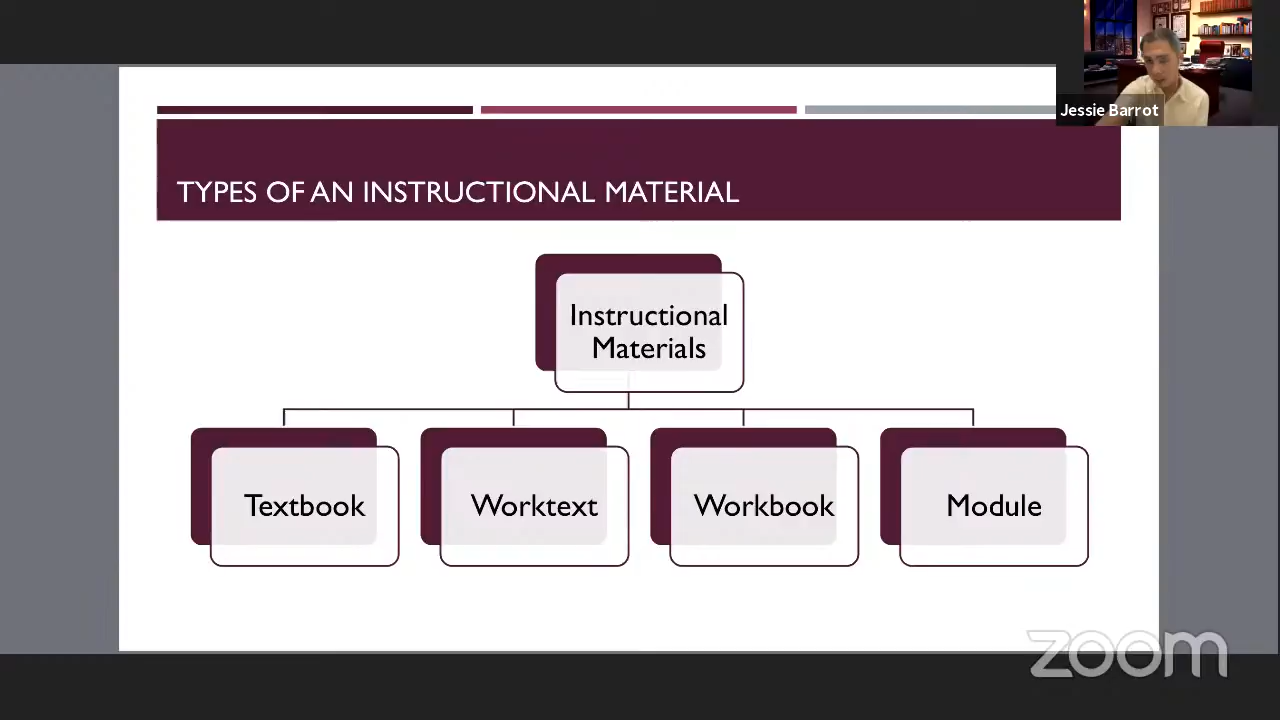 Jessie Barrot
TYPES OF AN INSTRUCTIONAL MATERIAL
Instructional
Materials
Textbook
Worktext
Workbook
Module
zoom